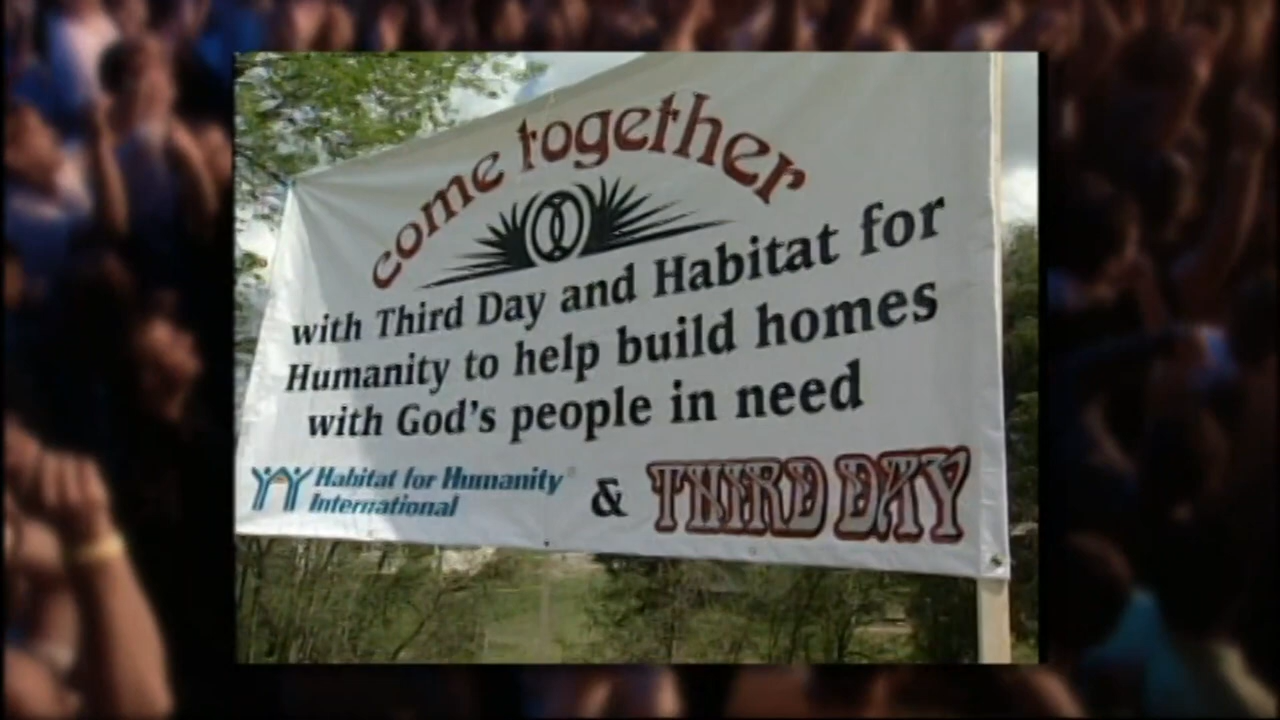 come together
with Third Day and Habitat for
Humanity to help build homes
with God's people in need
Habitat for Humanity®
International
& THIRD DAY